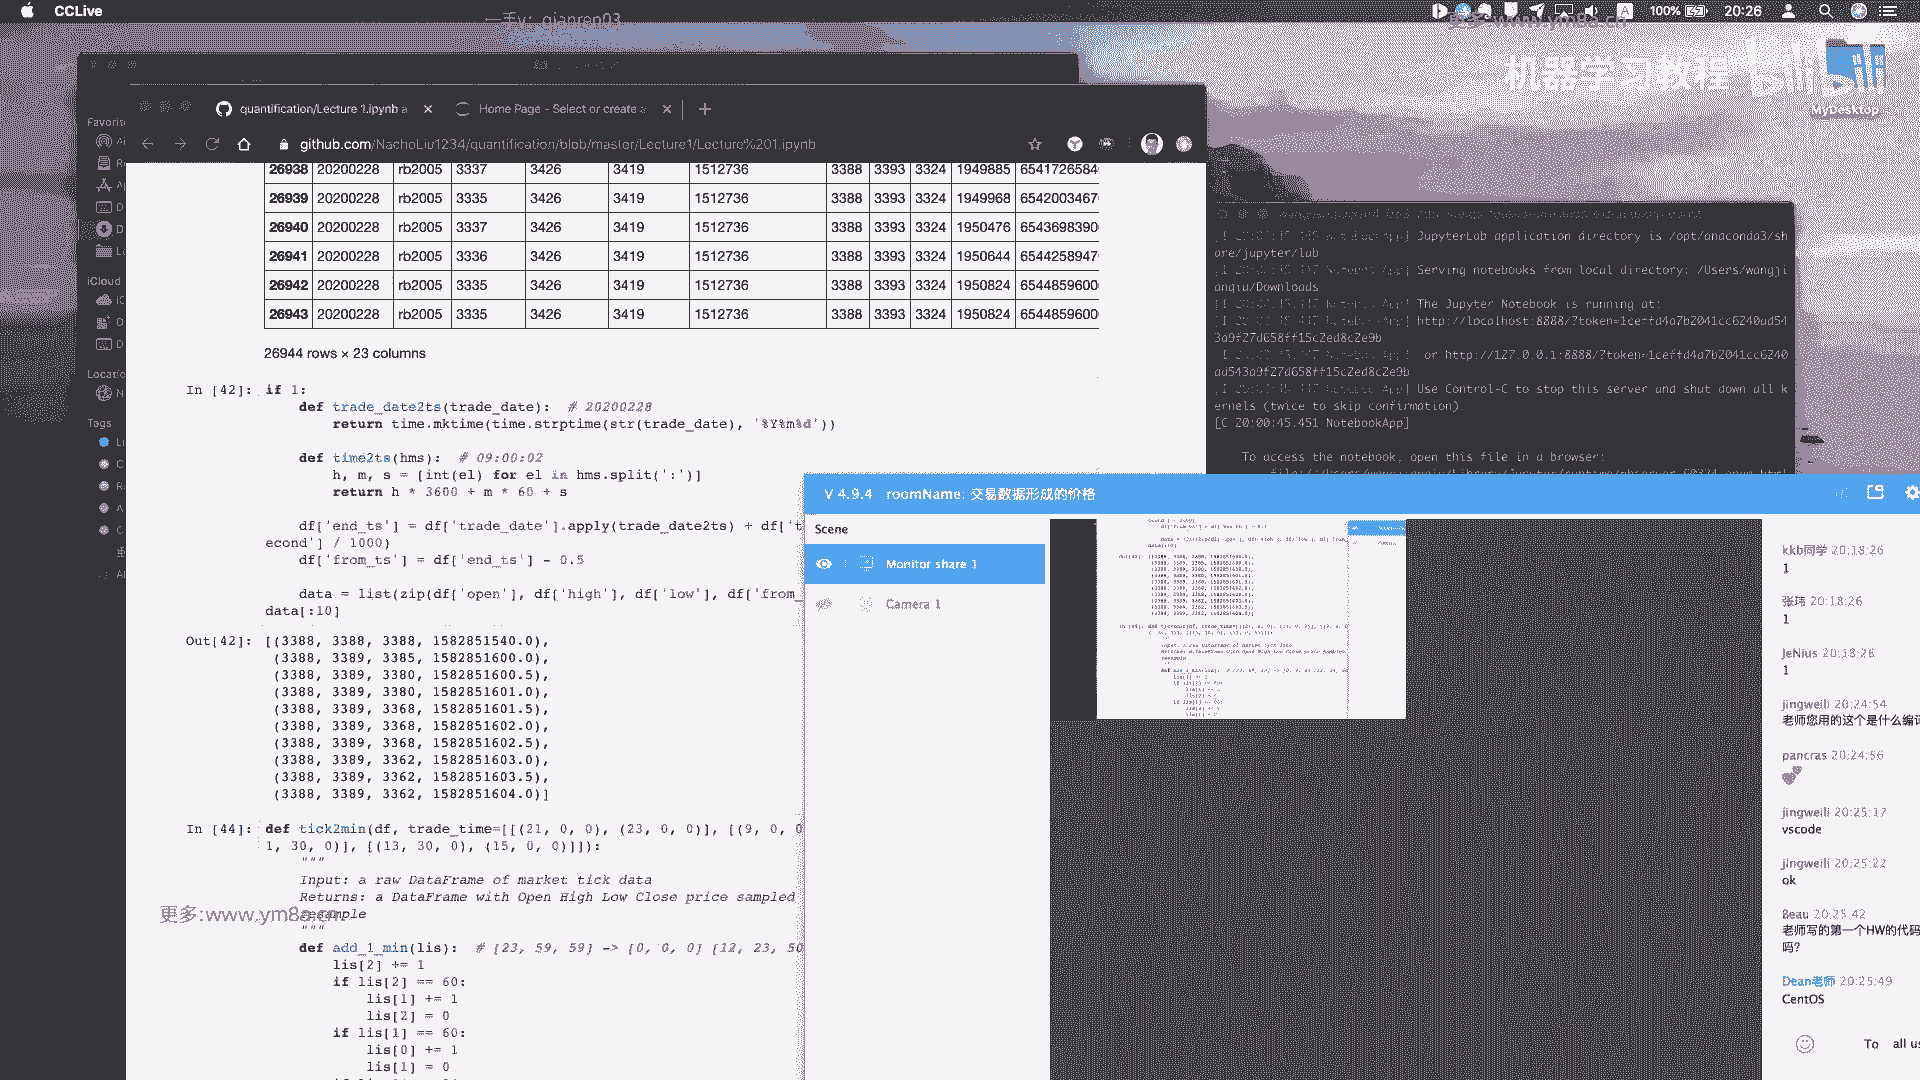 CCLive
一手v：qianren03
更多:www.ym8a.cn
100%
20:26
机器学习教程
bilibili
MyDesktop
quantification/Lecture 1.ipynb a
Home Page - Select or create a
github.com/NachoLiu1234/quantification/blob/master/Lecture1/Lecture%201.ipynb
Favorit
iCloud
Locatio
Tags
26938 20200228 rb2005 3337 3426 3419 1512736 3388 3393 3324 1949885 6541726584
26939 20200228 rb2005 3335 3426 3419 1512736 3388 3393 3324 1949968 6542003467
26940 20200228 rb2005 3337 3426 3419 1512736 3388 3393 3324 1950476 6543698390
26941 20200228 rb2005 3336 3426 3419 1512736 3388 3393 3324 1950644 6544258947
26942 20200228 rb2005 3335 3426 3419 1512736 3388 3393 3324 1950824 6544859600
26943 20200228 rb2005 3335 3426 3419 1512736 3388 3393 3324 1950824 6544859600
26944 rows × 23 columns
In [42]: if 1:
def trade_date2ts(trade_date):  # 20200228
return time.mktime(time.strptime(str(trade_date), '%Y%m%d'))
def time2ts(hms):  # 09:00:02
h, m, s = [int(el) for el in hms.split(':')]
return h * 3600 + m * 60 + s
df['end_ts'] = df['trade_date'].apply(trade_date2ts) + df['t
econd'] / 1000)
df['from_ts'] = df['end_ts'] - 0.5
data = list(zip(df['open'], df['high'], df['low'], df['from_
data[:10]
Out[42]: [(3388, 3388, 3388, 1582851540.0),
(3388, 3389, 3385, 1582851600.0),
(3388, 3389, 3380, 1582851600.5),
(3388, 3389, 3380, 1582851601.0),
(3388, 3389, 3368, 1582851601.5),
(3388, 3389, 3368, 1582851602.0),
(3388, 3389, 3368, 1582851602.5),
(3388, 3389, 3362, 1582851603.0),
(3388, 3389, 3362, 1582851603.5),
(3388, 3389, 3362, 1582851604.0)]
In [44]: def tick2min(df, trade_time=[[(21, 0, 0), (23, 0, 0)], [(9, 0, 0
1, 30, 0)], [(13, 30, 0), (15, 0, 0)]]):
"""
Input: a raw DataFrame of market tick data
Returns: a DataFrame with Open High Low Close price sampled
resample
"""
更多:www.ym8a.cn
def add_1_min(lis):  # [23, 59, 59] -> [0, 0, 0] [12, 23, 50
lis[2] += 1
if lis[2] == 60:
lis[1] += 1
lis[2] = 0
if lis[1] == 60:
lis[0] += 1
lis[1] = 0
JupyterLab application directory is /opt/anaconda3/sh
are/jupyter/lab
Serving notebooks from local directory: /Users/wangji
anqiu/Downloads
The Jupyter Notebook is running at:
Use Control-C to stop this server and shut down all k
ernels (twice to skip confirmation).
[C 20:00:45.451 NotebookApp]
To access the notebook, open this file in a browser:
V 4.9.4 roomName: 交易数据形成的价格
Scene
Monitor share 1
Camera 1
kkb同学 20:18:26
1
张玮 20:18:26
1
JeNius 20:18:26
1
jingweili 20:24:54
老师您用的这个是什么编
pancras 20:24:56
jingweili 20:25:17
vscode
jingweili 20:25:22
ok
Beau 20:25:42
老师写的第一个HW的代码
吗?
Dean老师 20:25:49
CentOS
To all us